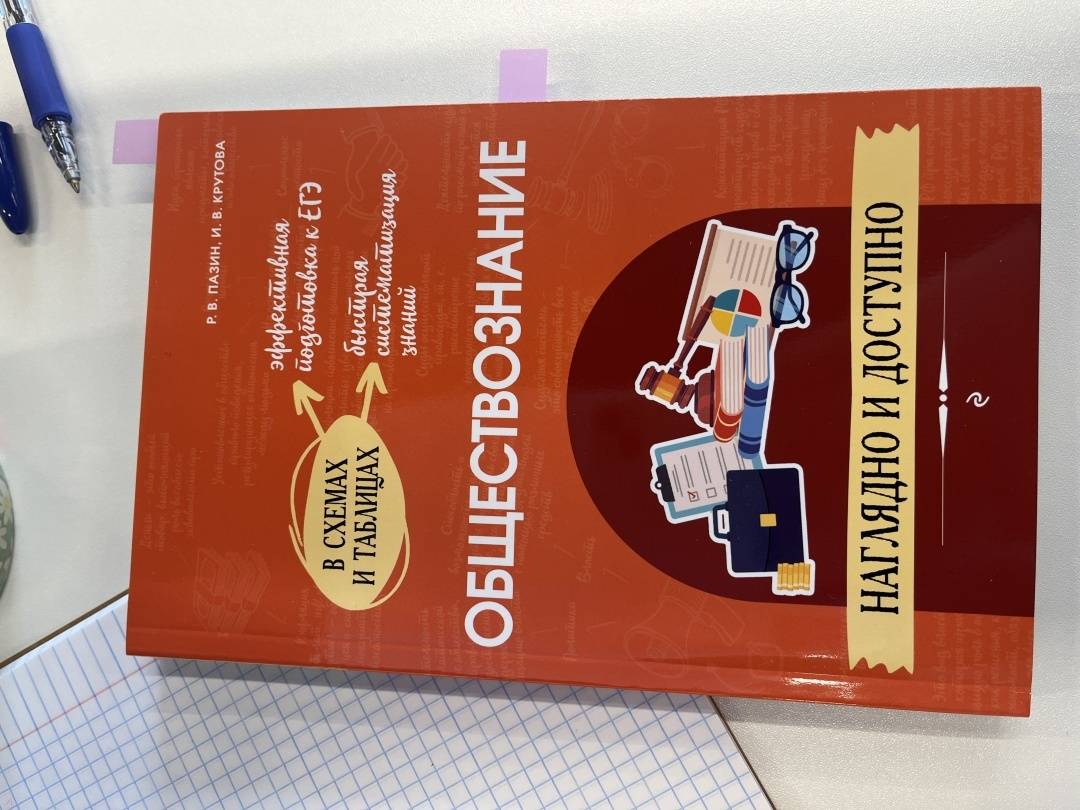 Р. В. ПАЗИН, И. В. КРУТОВА
эффективная
подготовка к ЕГЭ
В СХЕМАХ
И ТАБЛИЦАХ
быстрая
систематизация
знаний
ОБЩЕСТВОЗНАНИЕ
НАГЛЯДНО И ДОСТУПНО